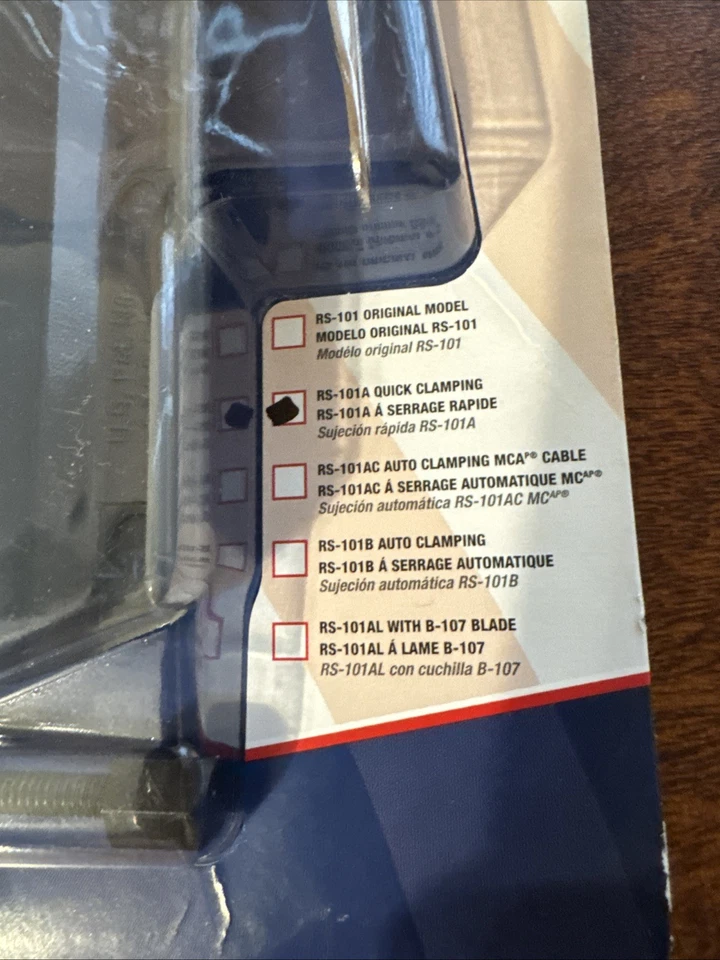 RS-101 ORIGINAL MODEL
MODELO ORIGINAL RS-101
Modélo original RS-101
RS-101A QUICK CLAMPING
RS-101A Á SERRAGE RAPIDE
Sujeción rápida RS-101A
RS-101AC AUTO CLAMPING MCᴬᴾ® CABLE
RS-101AC Á SERRAGE AUTOMATIQUE MCᴬᴾ®
Sujeción automática RS-101AC MCᴬᴾ®
RS-101B AUTO CLAMPING
RS-101B Á SERRAGE AUTOMATIQUE
Sujeción automática RS-101B
RS-101AL WITH B-107 BLADE
RS-101AL Á LAME B-107
RS-101AL con cuchilla B-107